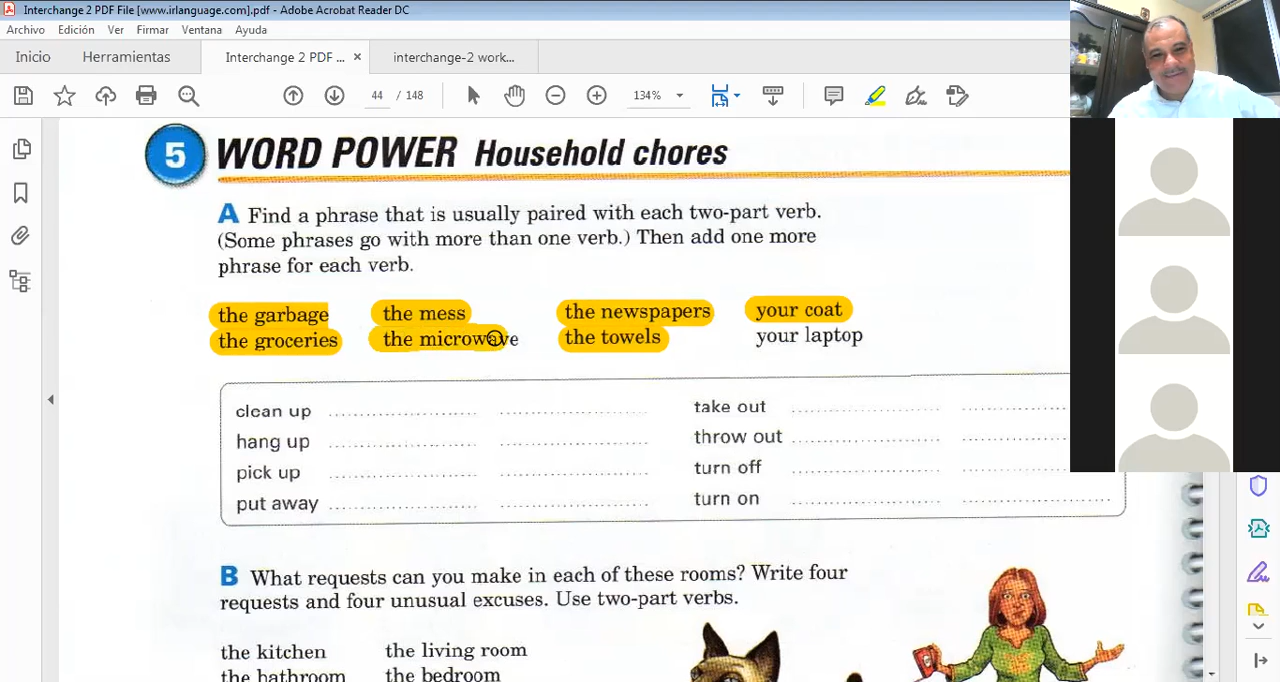 Interchange 2 PDF File [www.irlanguage.com].pdf - Adobe Acrobat Reader DC
Archivo Edición Ver Firmar Ventana Ayuda
Inicio Herramientas Interchange 2 PDF ... × interchange-2 work...
44 / 148 134%
5 WORD POWER Household chores
A Find a phrase that is usually paired with each two-part verb.
(Some phrases go with more than one verb.) Then add one more
phrase for each verb.
the garbage the mess the newspapers your coat
the groceries the microwave the towels your laptop
clean up take out
hang up throw out
pick up turn off
put away turn on
B What requests can you make in each of these rooms? Write four
requests and four unusual excuses. Use two-part verbs.
the kitchen the living room
the bathroom the bedroom